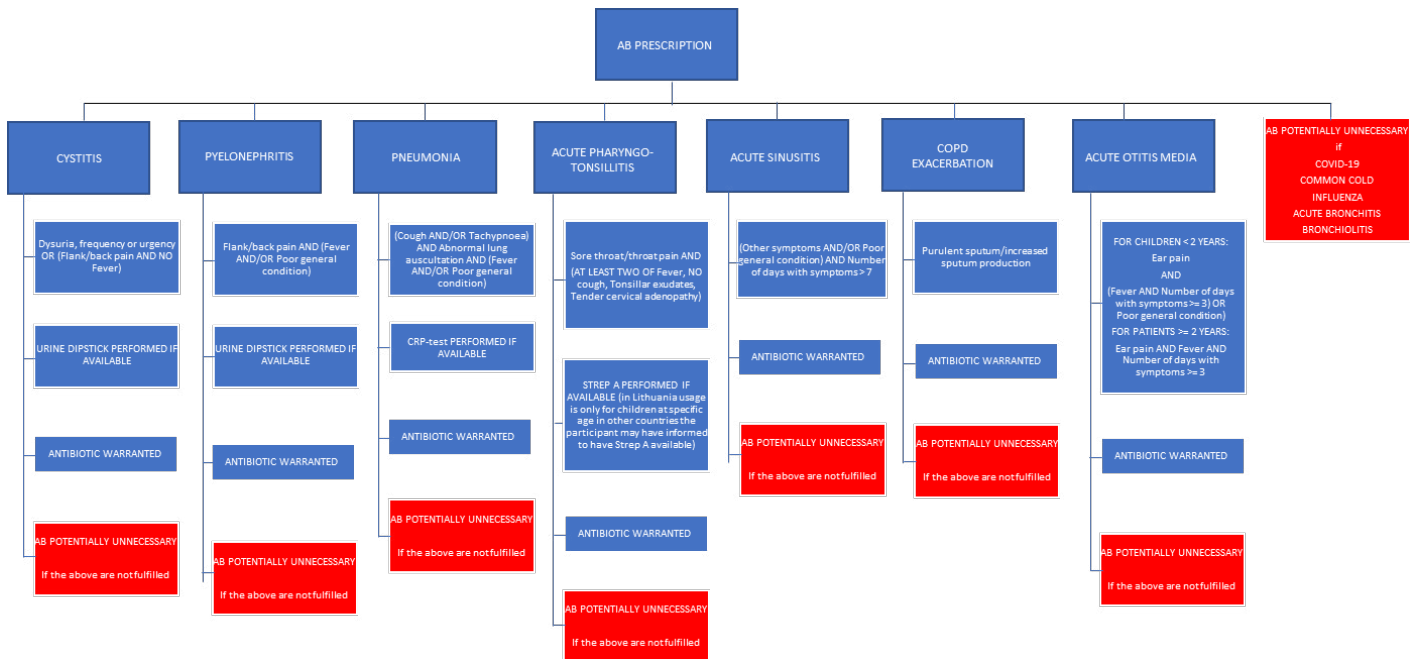 AB PRESCRIPTION
CYSTITIS
Dysuria, frequency or urgency
OR (Flank/back pain AND NO
Fever)
URINE DIPSTICK PERFORMED IF
AVAILABLE
ANTIBIOTIC WARRANTED
AB POTENTIALLY UNNECESSARY
If the above are notfulfilled
PYELONEPHRITIS
Flank/back pain AND (Fever
AND/OR Poor general
condition)
URINE DIPSTICK PERFORMED IF
AVAILABLE
ANTIBIOTIC WARRANTED
AB POTENTIALLY UNNECESSARY
If the above are notfulfilled
PNEUMONIA
(Cough AND/OR Tachypnoea)
AND Abnormal lung
auscultation AND (Fever
AND/OR Poor general
condition)
CRP-test PERFORMED IF
AVAILABLE
ANTIBIOTIC WARRANTED
AB POTENTIALLY UNNECESSARY
If the above are notfulfilled
ACUTE PHARYNGO-
TONSILLITIS
Sore throat/throat pain AND
(AT LEAST TWO OF Fever, NO
cough, Tonsillar exudates,
Tender cervical adenopathy)
STREP A PERFORMED IF
AVAILABLE (in Lithuania usage
is only for children at specific
age in other countries the
participant may have informed
to have Strep A available)
ANTIBIOTIC WARRANTED
AB POTENTIALLY UNNECESSARY
If the above are notfulfilled
ACUTE SINUSITIS
(Other symptoms AND/OR Poor
general condition) AND Number
of days with symptoms > 7
ANTIBIOTIC WARRANTED
AB POTENTIALLY UNNECESSARY
If the above are notfulfilled
COPD
EXACERBATION
Purulent sputum/increased
sputum production
ANTIBIOTIC WARRANTED
AB POTENTIALLY UNNECESSARY
If the above are notfulfilled
ACUTE OTITIS MEDIA
FOR CHILDREN < 2 YEARS:
Ear pain
AND
(Fever AND Number of days
with symptoms >= 3) OR
Poor general condition)
FOR PATIENTS >= 2 YEARS:
Ear pain AND Fever AND
Number of days with
symptoms >= 3
ANTIBIOTIC WARRANTED
AB POTENTIALLY UNNECESSARY
If the above are notfulfilled
AB POTENTIALLY UNNECESSARY
if
COVID-19
COMMON COLD
INFLUENZA
ACUTE BRONCHITIS
BRONCHIOLITIS